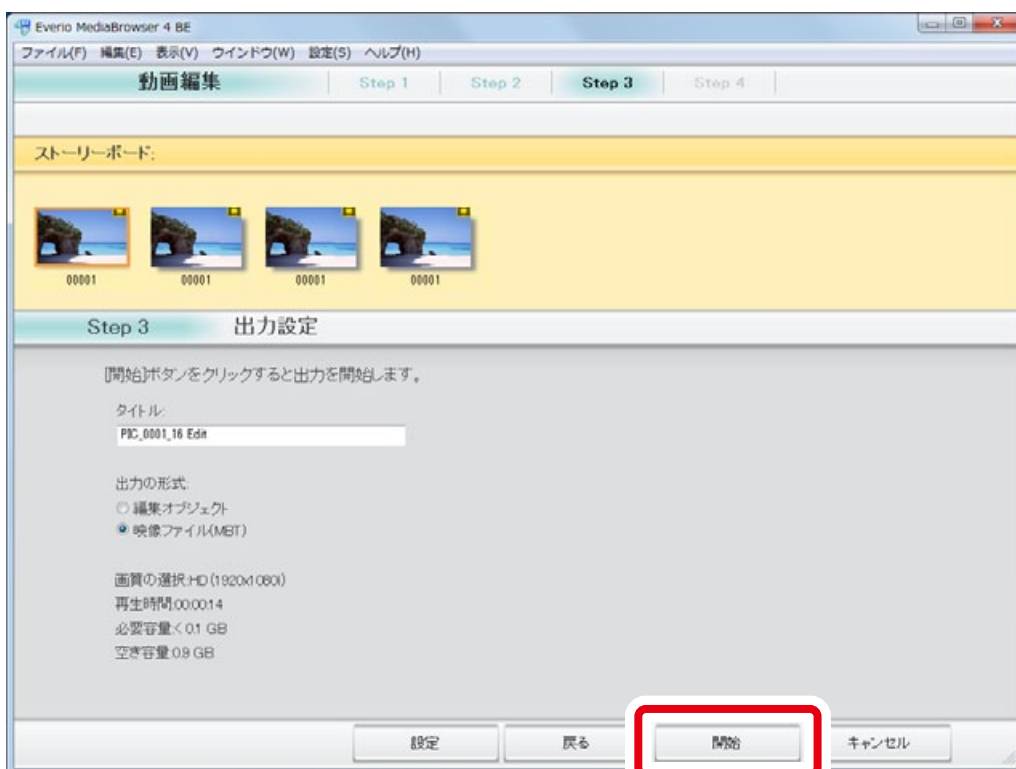 Everio MediaBrowser 4 BE
ファイル(F) 編集(E) 表示(V) ウインドウ(W) 設定(S) ヘルプ(H)
動画編集 Step 1 Step 2 Step 3 Step 4
ストーリーボード:
00001 00001 00001 00001
Step 3 出力設定
[開始]ボタンをクリックすると出力を開始します。
タイトル:
PIC_0001_16 Edit
出力の形式:
編集オブジェクト
映像ファイル(MBT)
画質の選択:HD (1920x1080i)
再生時間:00:00:14
必要容量:< 0.1 GB
空き容量:0.9 GB
設定 戻る 開始 キャンセル